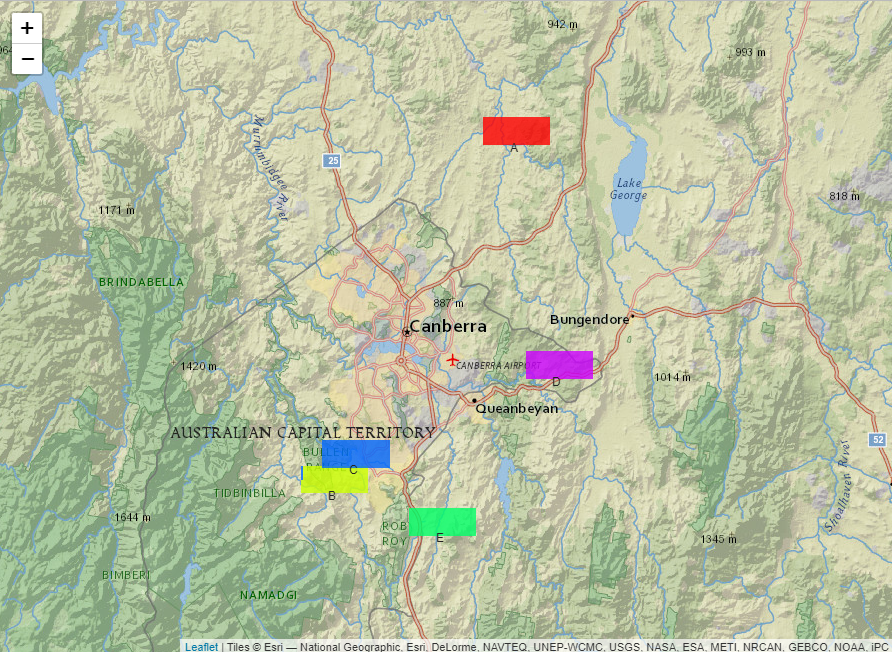 +
942 m
964
993 m
−
Murrumbidgee River
A
25
Lake
George
818 m
1171 m
BRINDABELLA
887 m
Canberra
Bungendore
1420 m
CANBERRA AIRPORT
1014 m
D
Queanbeyan
AUSTRALIAN CAPITAL TERRITORY
52
BULLEN
C
TIDBINBILLA
B
Shoalhaven River
1644 m
ROB
ROY
E
1345 m
BIMBERI
NAMADGI
Leaflet | Tiles © Esri — National Geographic, Esri, DeLorme, NAVTEQ, UNEP-WCMC, USGS, NASA, ESA, METI, NRCAN, GEBCO, NOAA, iPC